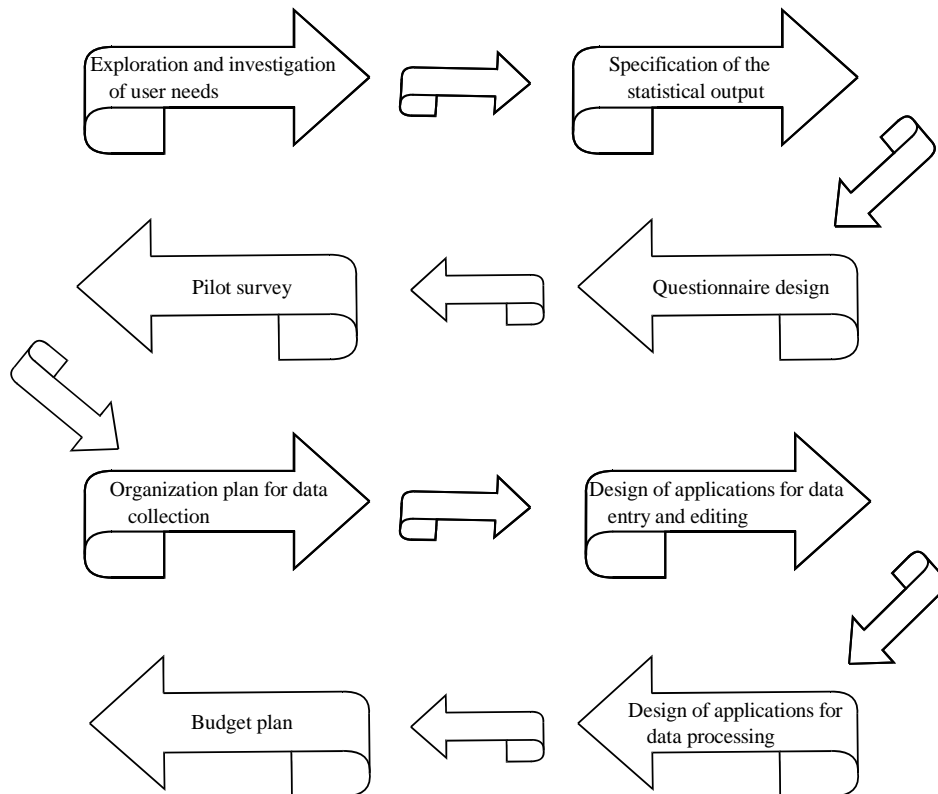 Exploration and investigation
of user needs
Specification of the
statistical output
Questionnaire design
Pilot survey
Organization plan for data
collection
Design of applications for data
entry and editing
Design of applications for
data processing
Budget plan